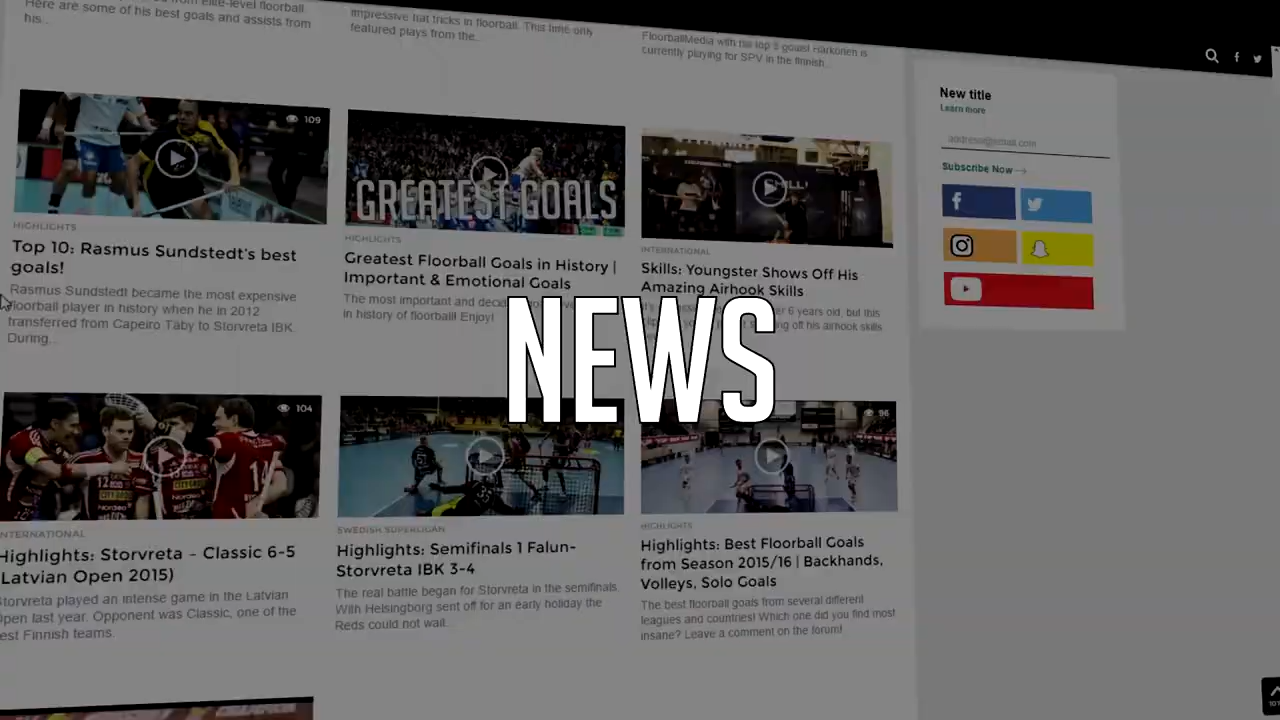 Here are some of his best goals and assists from
his...
impressive hat tricks in floorball. This time only
featured plays from the...
FloorballMedia with his top 5 goals! Härkönen is
currently playing for SPV in the finnish...
109
HIGHLIGHTS
Top 10: Rasmus Sundstedt's best
goals!
Rasmus Sundstedt became the most expensive
floorball player in history when he in 2012
transferred from Capeiro Täby to Storvreta IBK.
During...
GREATEST GOALS
HIGHLIGHTS
Greatest Floorball Goals in History |
Important & Emotional Goals
The most important and
in history of floorball! Enjoy!
INTERNATIONAL
Skills: Youngster Shows Off His
Amazing Airhook Skills
6 years old, but this
off his airhook skills
NEWS
104
INTERNATIONAL
Highlights: Storvreta - Classic 6-5
(Latvian Open 2015)
Storvreta played an intense game in the Latvian
Open last year. Opponent was Classic, one of the
best Finnish teams.
SWEDISH SUPERLIGAN
Highlights: Semifinals 1 Falun-
Storvreta IBK 3-4
The real battle began for Storvreta in the semifinals.
With Helsingborg sent off for an early holiday the
Reds could not wait...
96
HIGHLIGHTS
Highlights: Best Floorball Goals
from Season 2015/16 | Backhands,
Volleys, Solo Goals
The best floorball goals from several different
leagues and countries! Which one did you find most
insane? Leave a comment on the forum!
New title
Learn more
address@email.com
Subscribe Now →